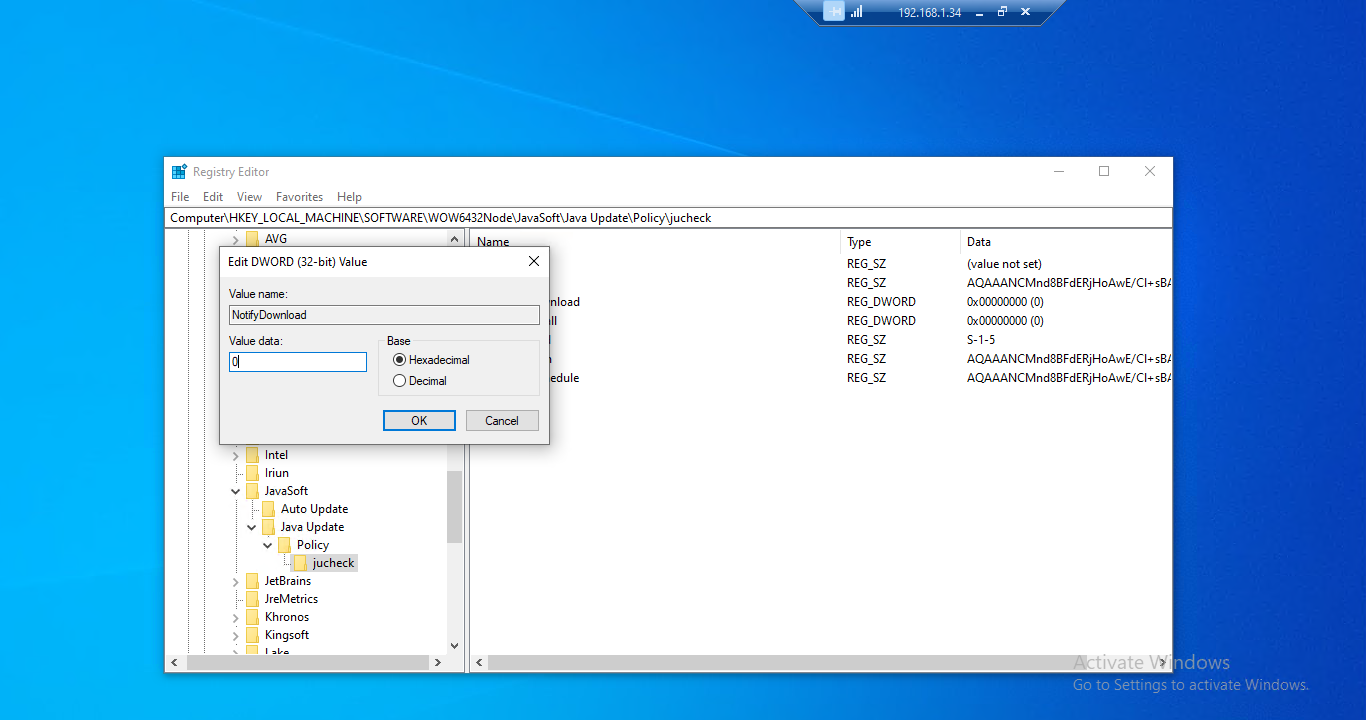 192.168.1.34
Registry Editor
File Edit View Favorites Help
Computer\HKEY_LOCAL_MACHINE\SOFTWARE\WOW6432Node\JavaSoft\Java Update\Policy\jucheck
AVG
Name Type Data
Edit DWORD (32-bit) Value
REG_SZ (value not set)
REG_SZ AQAAANCMnd8BFdERjHoAwE/Cl+sBA
nload REG_DWORD 0x00000000 (0)
ll REG_DWORD 0x00000000 (0)
REG_SZ S-1-5
REG_SZ AQAAANCMnd8BFdERjHoAwE/Cl+sBA
edule REG_SZ AQAAANCMnd8BFdERjHoAwE/Cl+sBA
Value name:
NotifyDownload
Value data:
0
Base
Hexadecimal
Decimal
OK Cancel
Intel
Iriun
JavaSoft
Auto Update
Java Update
Policy
jucheck
JetBrains
JreMetrics
Khronos
Kingsoft
Lake
Activate Windows
Go to Settings to activate Windows.